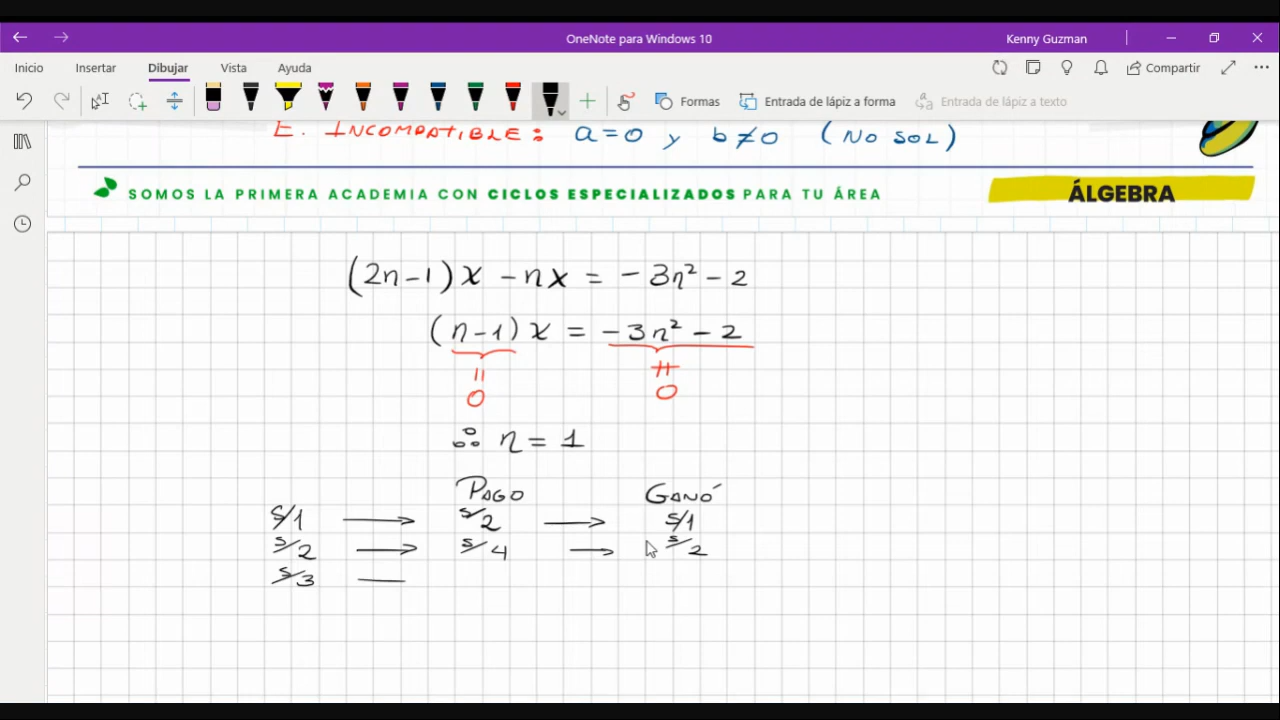 OneNote para Windows 10
Kenny Guzman
Inicio Insertar Dibujar Vista Ayuda
Compartir
Formas Entrada de lápiz a forma Entrada de lápiz a texto
E. INCOMPATIBLE: a=0 y b≠0 (NO SOL)
SOMOS LA PRIMERA ACADEMIA CON CICLOS ESPECIALIZADOS PARA TU ÁREA
ÁLGEBRA
(2n-1)x - nx = -3n² - 2
(n-1)x = -3n² - 2
= ≠
0 0
∴ n = 1
PAGO GANÓ
S/1 → S/2 → S/1
S/2 → S/4 → S/2
S/3 —